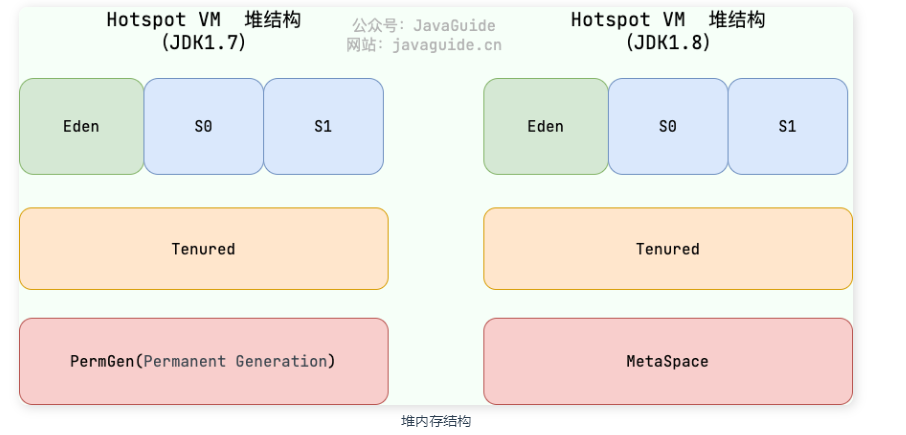 Hotspot VM 堆结构
(JDK1.7)
公众号：JavaGuide
网站：javaguide.cn
Hotspot VM 堆结构
(JDK1.8)
Eden
S0
S1
Eden
S0
S1
Tenured
Tenured
PermGen(Permanent Generation)
MetaSpace
堆内存结构